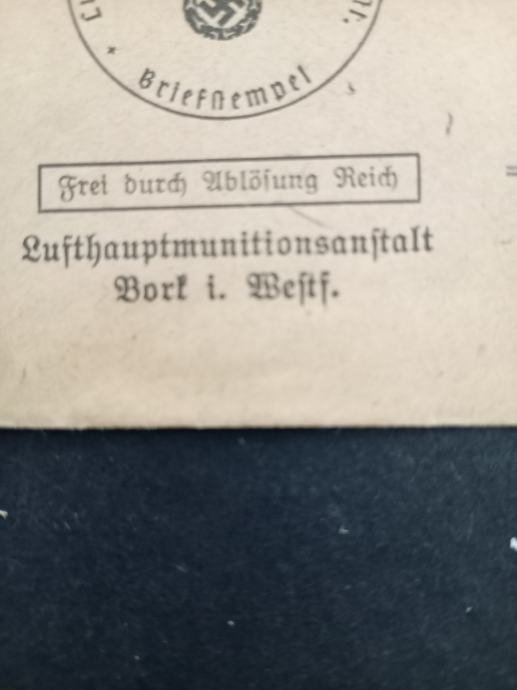 Briefstempel
Frei durch Ablösung Reich
Lufthauptmunitionsanstalt
Bork i. Westf.